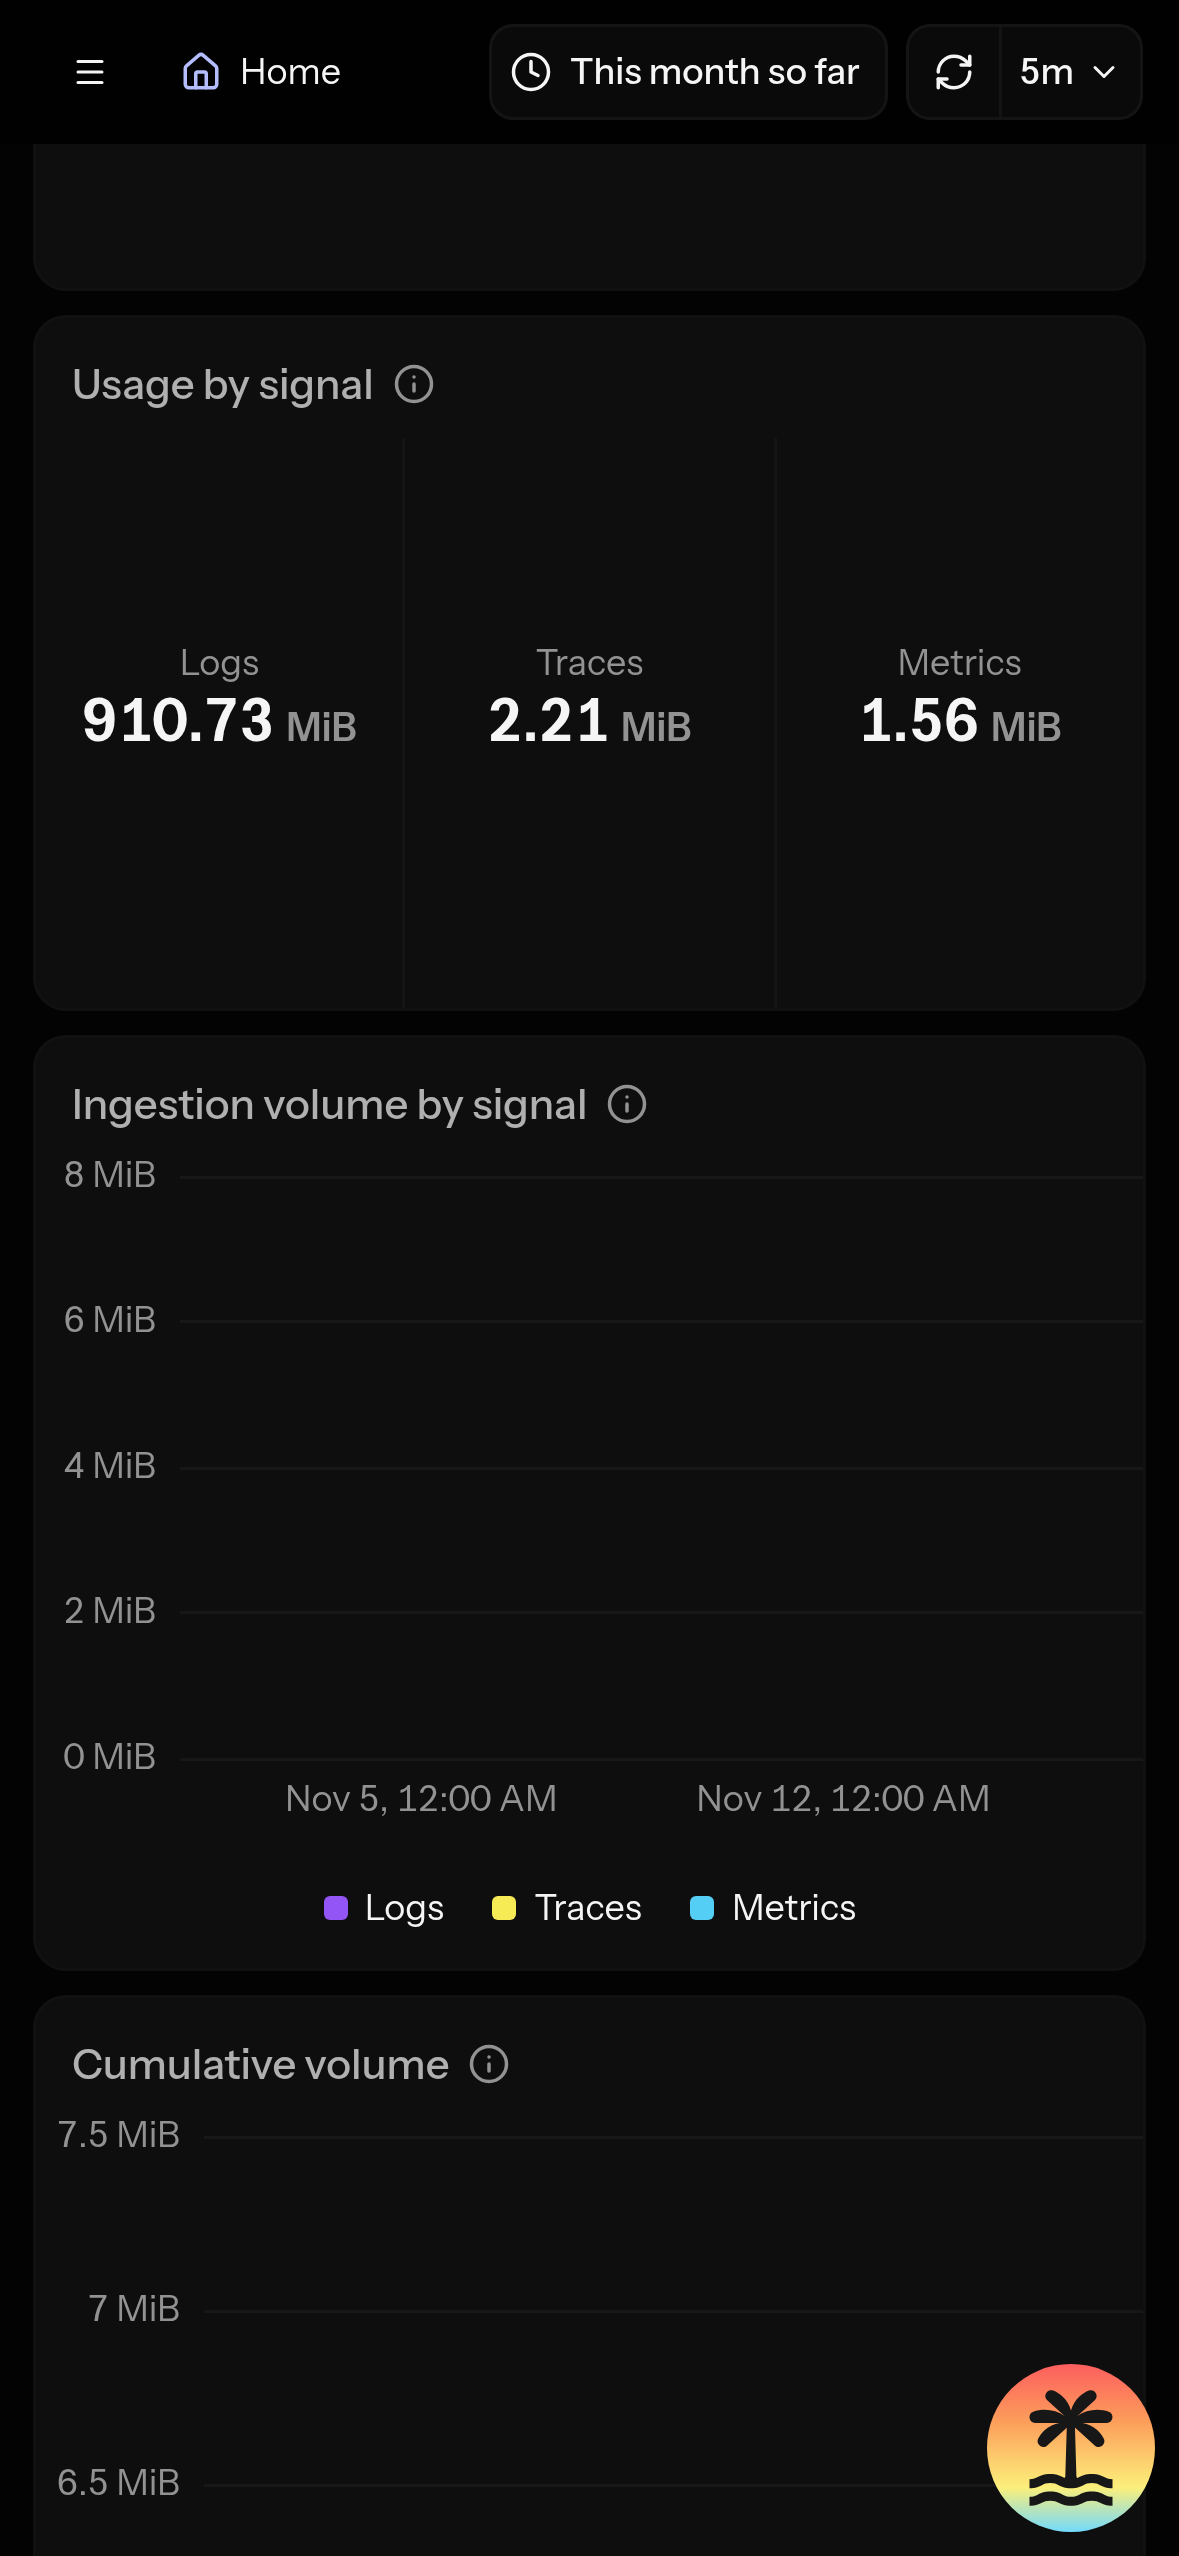 Home
This month so far
5m
Usage by signal
Logs
910.73 MiB
Traces
2.21 MiB
Metrics
1.56 MiB
Ingestion volume by signal
8 MiB
6 MiB
4 MiB
2 MiB
0 MiB
Nov 5, 12:00 AM
Nov 12, 12:00 AM
Logs
Traces
Metrics
Cumulative volume
7.5 MiB
7 MiB
6.5 MiB